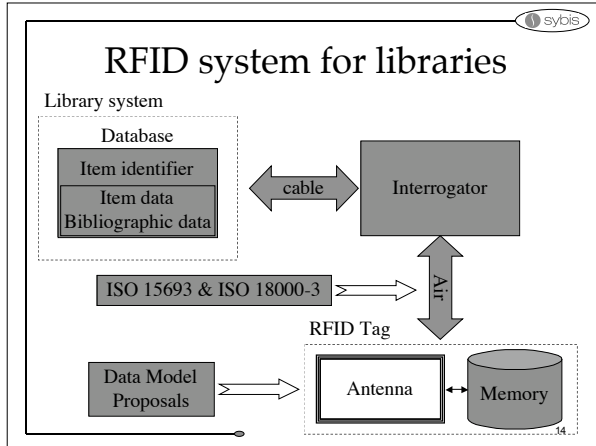 sybis
RFID system for libraries
Library system
Database
Item identifier
Item data
Bibliographic data
cable
Interrogator
Air
ISO 15693 & ISO 18000-3
RFID Tag
Data Model
Proposals
Antenna
Memory
14